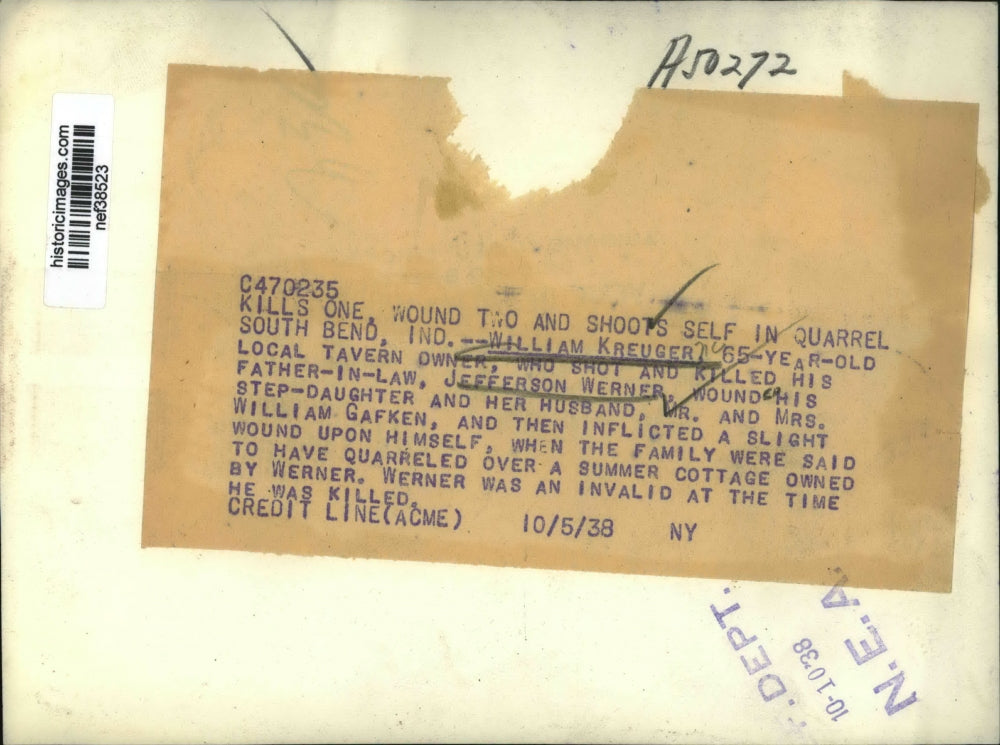 A50272
historicimages.com
nef38523
C470235
KILLS ONE, WOUND TWO AND SHOOTS SELF IN QUARREL
SOUTH BEND, IND.--WILLIAM KREUGER, 65-YEAR-OLD
LOCAL TAVERN OWNER, WHO SHOT AND KILLED HIS
FATHER-IN-LAW, JEFFERSON WERNER, WOUNDED HIS
STEP-DAUGHTER AND HER HUSBAND, MR. AND MRS.
WILLIAM GAFKEN, AND THEN INFLICTED A SLIGHT
WOUND UPON HIMSELF, WHEN THE FAMILY WERE SAID
TO HAVE QUARRELED OVER A SUMMER COTTAGE OWNED
BY WERNER. WERNER WAS AN INVALID AT THE TIME
HE WAS KILLED.
CREDIT LINE(ACME) 10/5/38 NY
DEPT.
10-10-38
N.E.A.